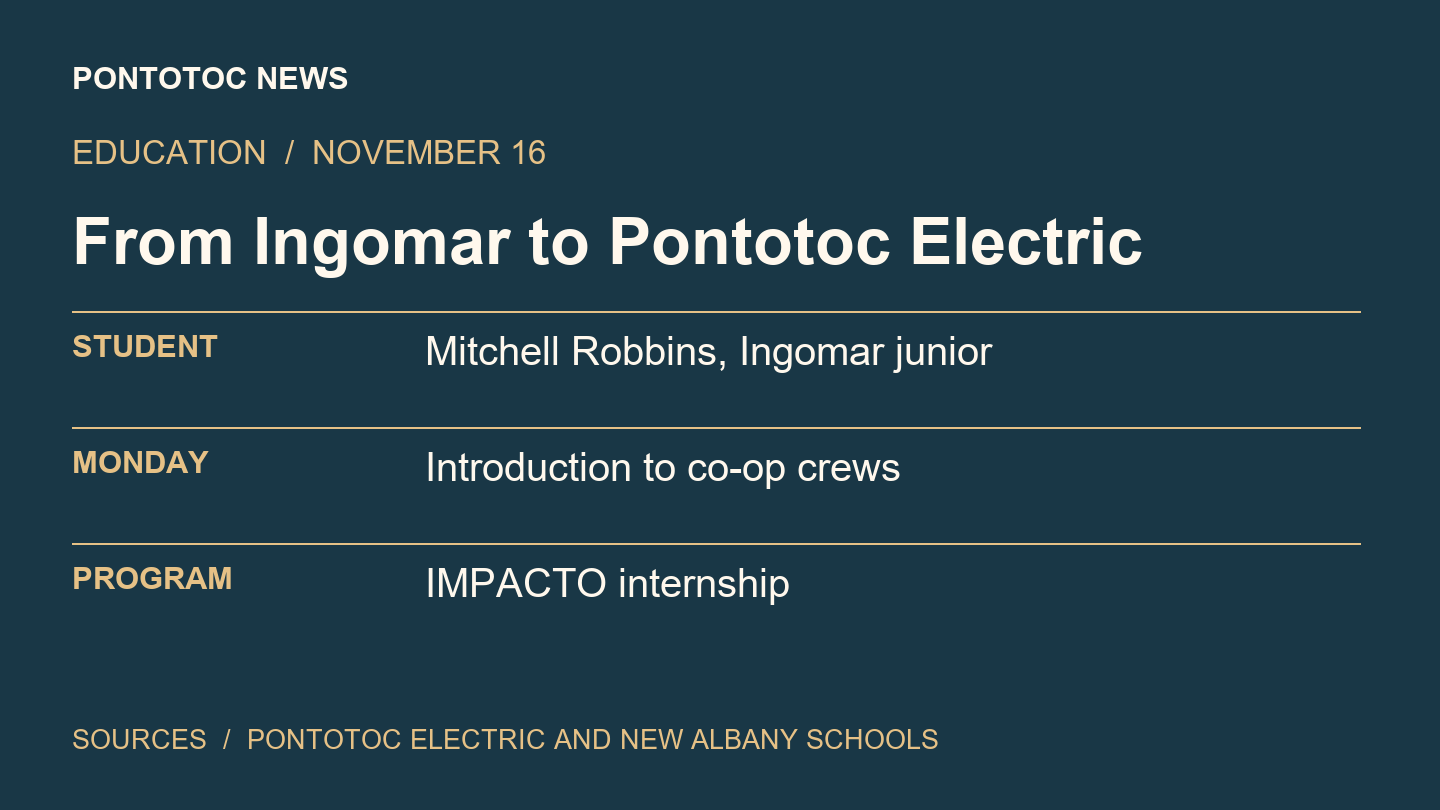 PONTOTOC NEWS
EDUCATION / NOVEMBER 16
From Ingomar to Pontotoc Electric
STUDENT Mitchell Robbins, Ingomar junior
MONDAY Introduction to co-op crews
PROGRAM IMPACTO internship
SOURCES / PONTOTOC ELECTRIC AND NEW ALBANY SCHOOLS